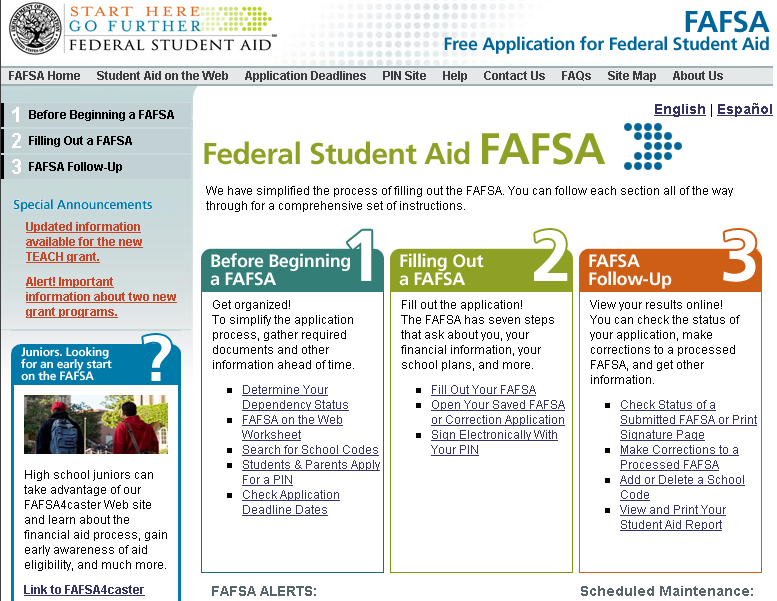 START HERE
GO FURTHER
FEDERAL STUDENT AID
FAFSA
Free Application for Federal Student Aid
FAFSA Home Student Aid on the Web Application Deadlines PIN Site Help Contact Us FAQs Site Map About Us
1 Before Beginning a FAFSA
2 Filling Out a FAFSA
3 FAFSA Follow-Up
Special Announcements
Updated information
available for the new
TEACH grant.
Alert! Important
information about two new
grant programs.
Juniors. Looking
for an early start
on the FAFSA
?
High school juniors can
take advantage of our
FAFSA4caster Web site
and learn about the
financial aid process, gain
early awareness of aid
eligibility, and much more.
Link to FAFSA4caster
English | Español
Federal Student Aid FAFSA
We have simplified the process of filling out the FAFSA. You can follow each section all of the way
through for a comprehensive set of instructions.
Before Beginning
a FAFSA
1
Get organized!
To simplify the application
process, gather required
documents and other
information ahead of time.
Determine Your
Dependency Status
FAFSA on the Web
Worksheet
Search for School Codes
Students & Parents Apply
For a PIN
Check Application
Deadline Dates
Filling Out
a FAFSA
2
Fill out the application!
The FAFSA has seven steps
that ask about you, your
financial information, your
school plans, and more.
Fill Out Your FAFSA
Open Your Saved FAFSA
or Correction Application
Sign Electronically With
Your PIN
FAFSA
Follow-Up
3
View your results online!
You can check the status of
your application, make
corrections to a processed
FAFSA, and get other
information.
Check Status of a
Submitted FAFSA or Print
Signature Page
Make Corrections to a
Processed FAFSA
Add or Delete a School
Code
View and Print Your
Student Aid Report
FAFSA ALERTS:
Scheduled Maintenance: